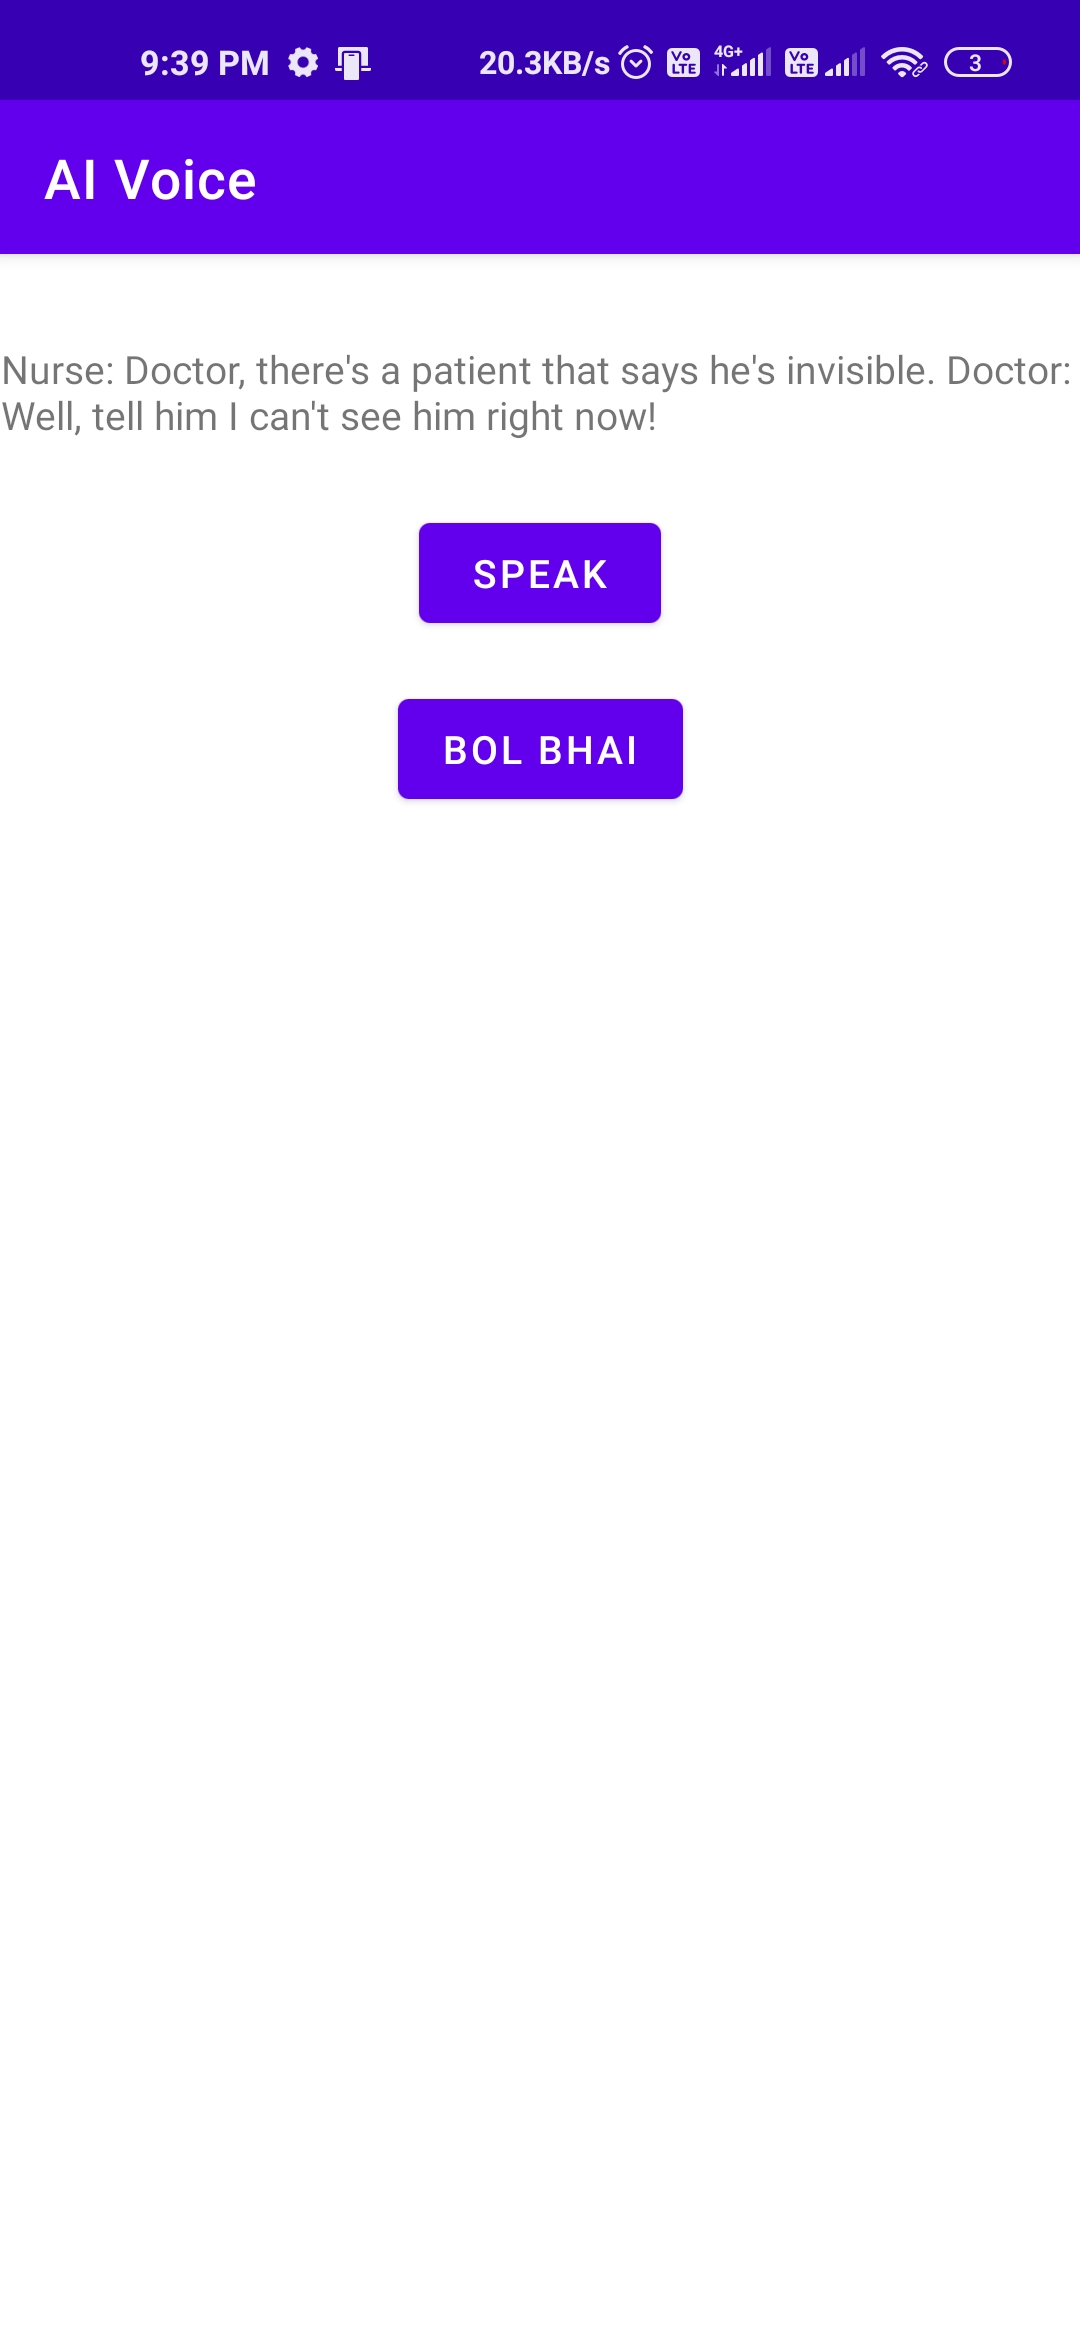 9:39 PM 20.3KB/s Vo LTE 4G+ Vo LTE 3
AI Voice
Nurse: Doctor, there's a patient that says he's invisible. Doctor:
Well, tell him I can't see him right now!
SPEAK
BOL BHAI